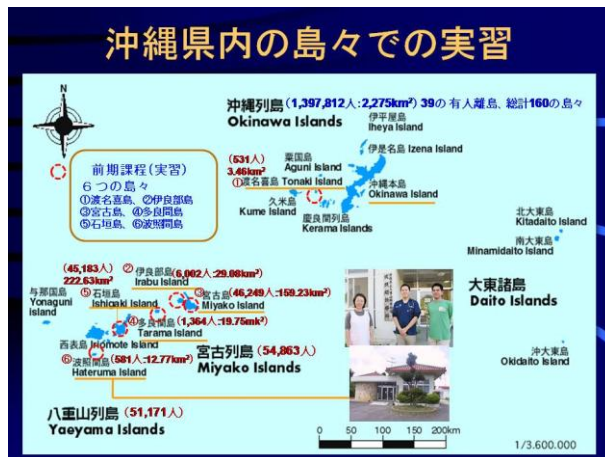 沖縄県内の島々での実習
N
沖縄列島 (1,397,812人:2,275km²) 39の有人離島、総計160の島々
Okinawa Islands
伊平屋島
Iheya Island
伊是名島 Izena Island
前期課程(実習)
6つの島々
①渡名喜島、②伊良部島
③宮古島、④多良間島
⑤石垣島、⑥波照間島
(531人)
3.46km²
粟国島
Aguni Island
①渡名喜島 Tonaki Island
沖縄本島
Okinawa Island
久米島
Kume Island
慶良間列島
Kerama Islands
北大東島
Kitadaito Island
南大東島
Minamidaito Island
大東諸島
Daito Islands
沖大東島
Okidaito Island
(45,183人)
222.63km²
②伊良部島 (6,002人:29.08km²)
Irabu Island
与那国島
Yonaguni Island
⑤石垣島
Ishigaki Island
③宮古島 (46,249人:159.23km²)
Miyako Island
④多良間島 (1,364人:19.75mk²)
Tarama Island
西表島 Iriomote Island
宮古列島 (54,863人)
Miyako Islands
⑥波照間島 (581人:12.77km²)
Hateruma Island
八重山列島 (51,171人)
Yaeyama Islands
0 50 100 150 200km
1/3.600.000